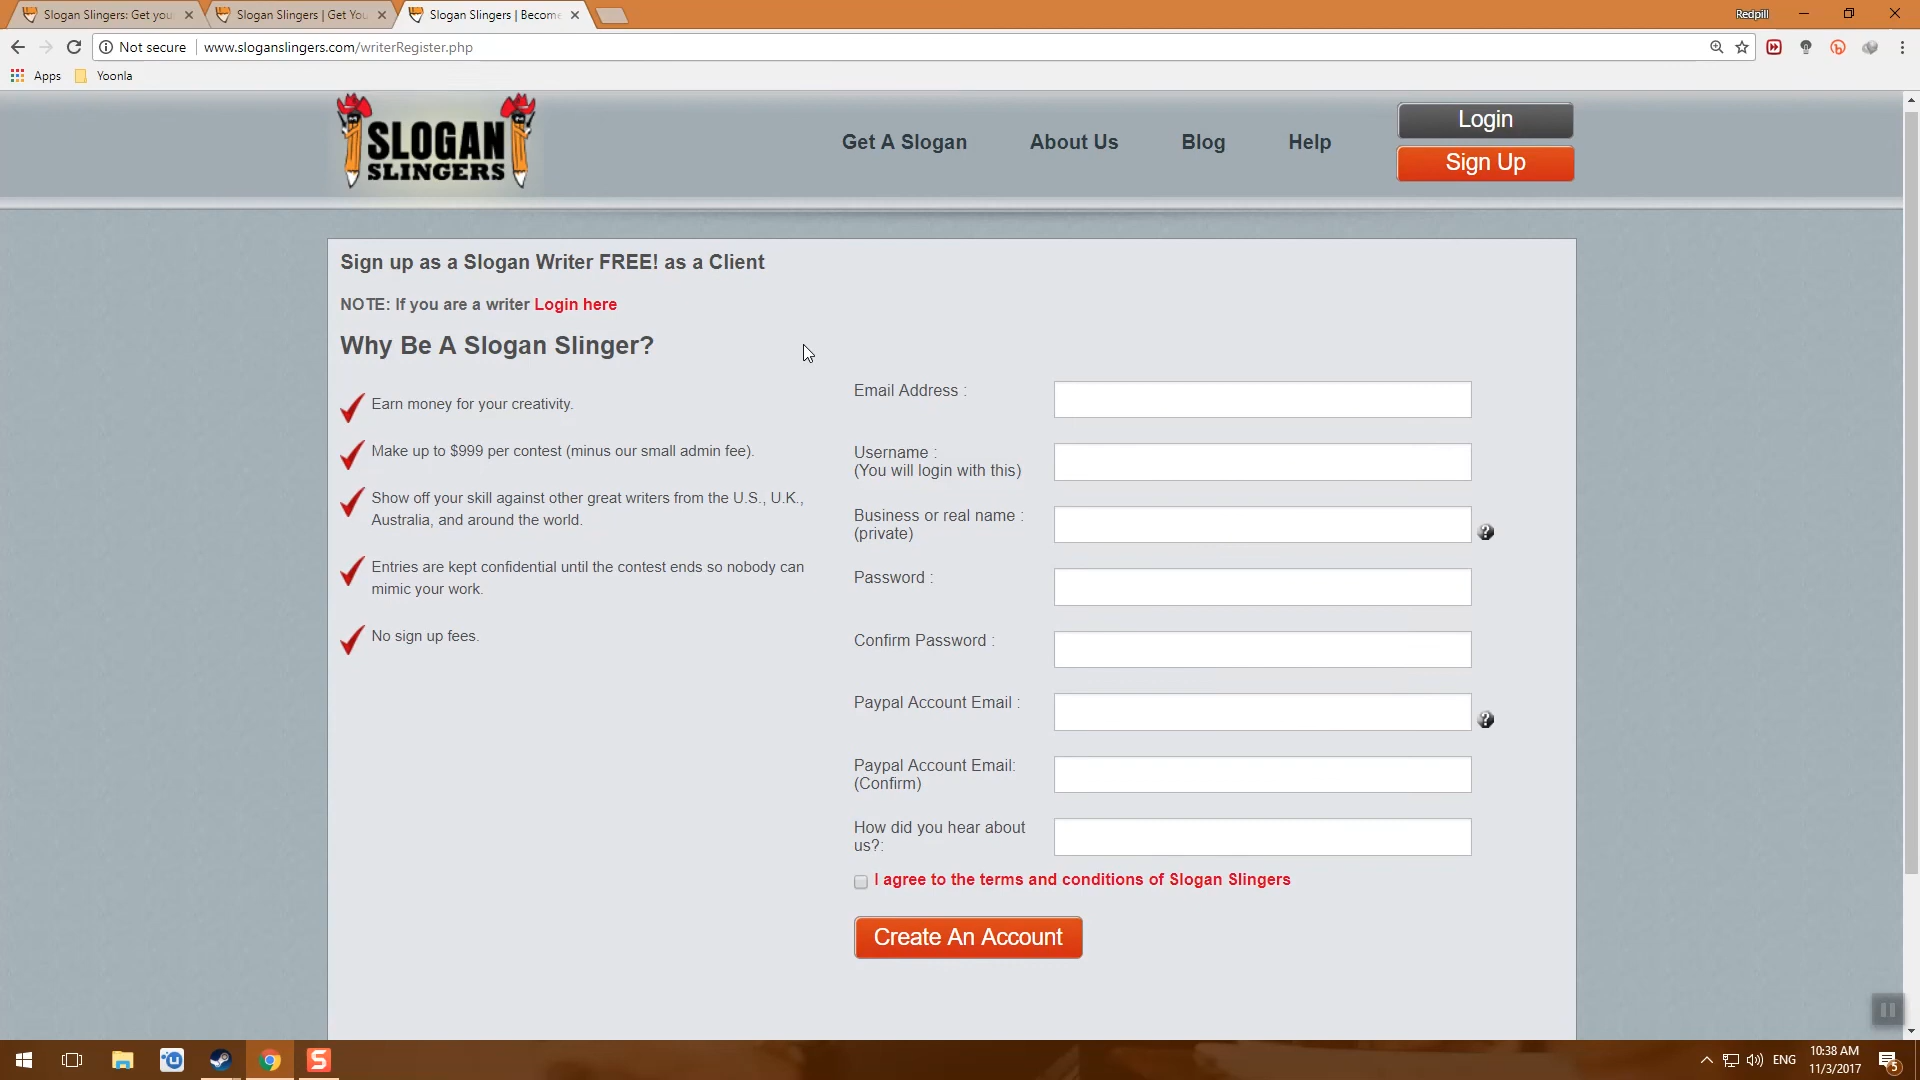 Slogan Slingers: Get you
Slogan Slingers | Get You
Slogan Slingers | Become
Redpill
Not secure
www.sloganslingers.com/writerRegister.php
Apps
Yoonla
SLOGAN
SLINGERS
Get A Slogan
About Us
Blog
Help
Login
Sign Up
Sign up as a Slogan Writer FREE! as a Client
NOTE: If you are a writer Login here
Why Be A Slogan Slinger?
Earn money for your creativity.
Make up to $999 per contest (minus our small admin fee).
Show off your skill against other great writers from the U.S., U.K.,
Australia, and around the world.
Entries are kept confidential until the contest ends so nobody can
mimic your work.
No sign up fees.
Email Address :
Username :
(You will login with this)
Business or real name :
(private)
Password :
Confirm Password :
Paypal Account Email :
Paypal Account Email:
(Confirm)
How did you hear about
us?:
I agree to the terms and conditions of Slogan Slingers
Create An Account
ENG
10:38 AM
11/3/2017
5